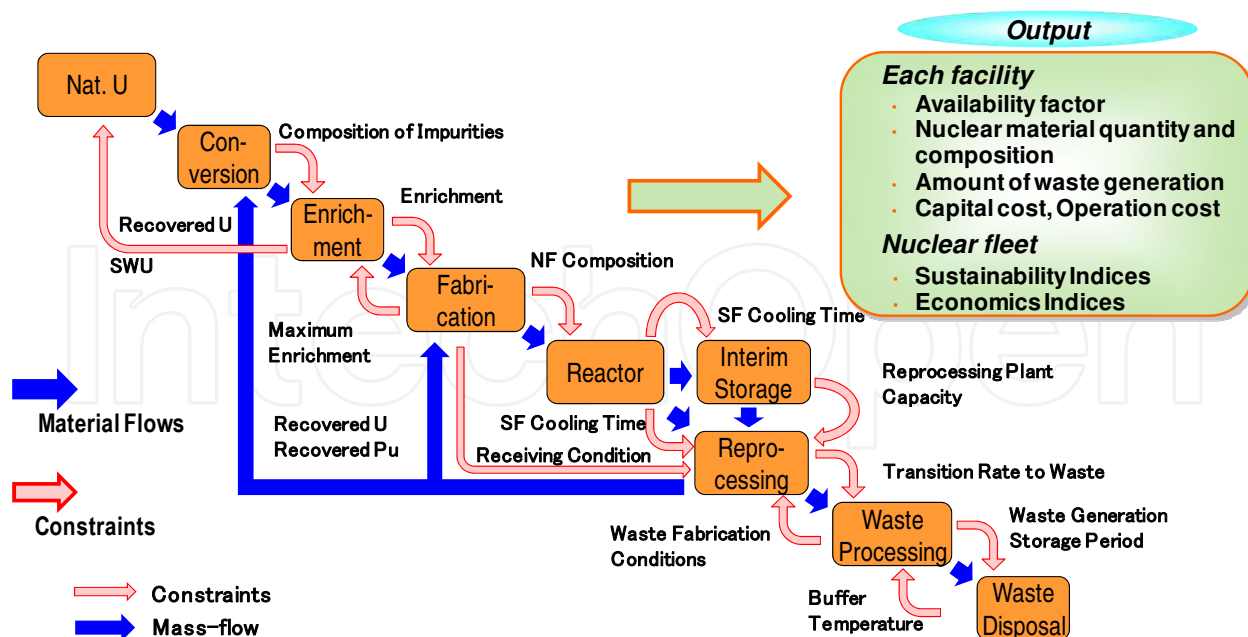 Output
Each facility
· Availability factor
· Nuclear material quantity and
composition
· Amount of waste generation
· Capital cost, Operation cost
Nuclear fleet
· Sustainability Indices
· Economics Indices
Nat. U
Con-
version
Composition of Impurities
Enrich-
ment
Enrichment
Recovered U
SWU
Fabri-
cation
NF Composition
Maximum
Enrichment
Reactor
SF Cooling Time
Interim
Storage
Reprocessing Plant
Capacity
Material Flows
Recovered U
Recovered Pu
SF Cooling Time
Receiving Condition
Repro-
cessing
Transition Rate to Waste
Constraints
Waste Fabrication
Conditions
Waste
Processing
Waste Generation
Storage Period
Buffer
Temperature
Waste
Disposal
Constraints
Mass-flow
IntechOpen